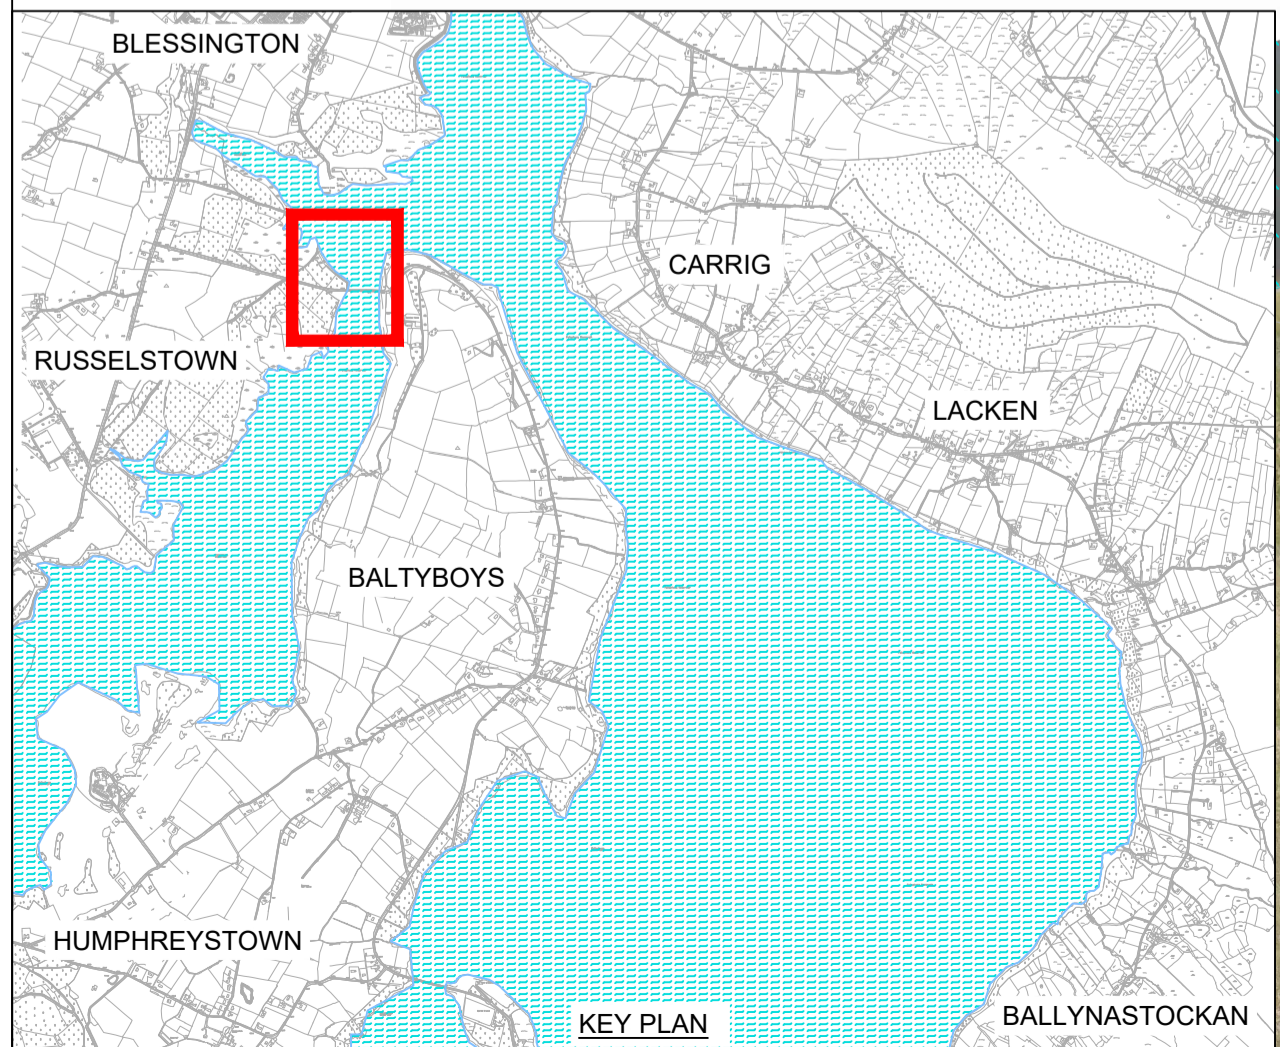 BLESSINGTON
CARRIG
RUSSELSTOWN
LACKEN
BALTYBOYS
HUMPHREYSTOWN
KEY PLAN
BALLYNASTOCKAN